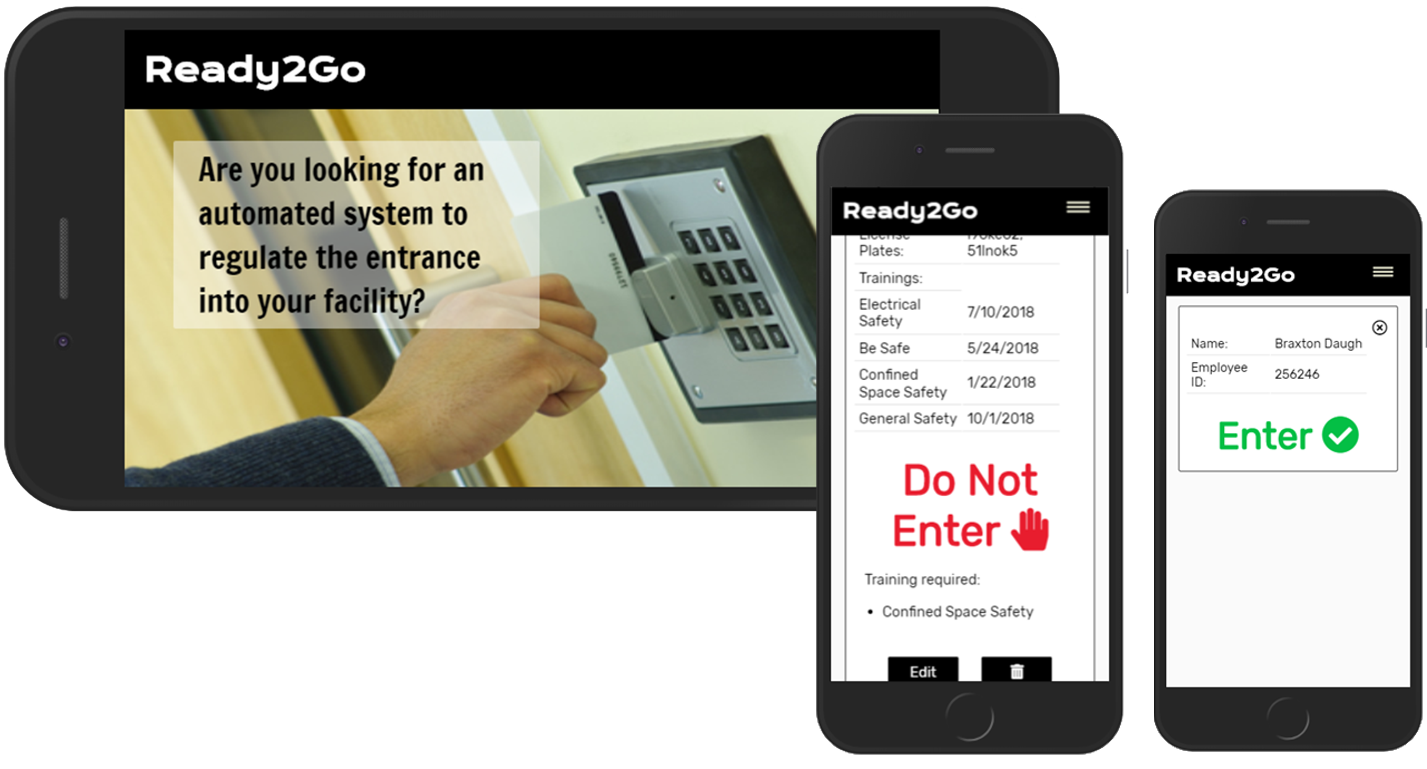 Ready2Go
Are you looking for an
automated system to
regulate the entrance
into your facility?
Ready2Go
License
Plates:
51lnok5
Trainings:
Electrical
Safety
7/10/2018
Be Safe
5/24/2018
Confined
Space Safety
1/22/2018
General Safety
10/1/2018
Do Not
Enter
Training required:
• Confined Space Safety
Edit
Ready2Go
Name:
Braxton Daugh
Employee
ID:
256246
Enter